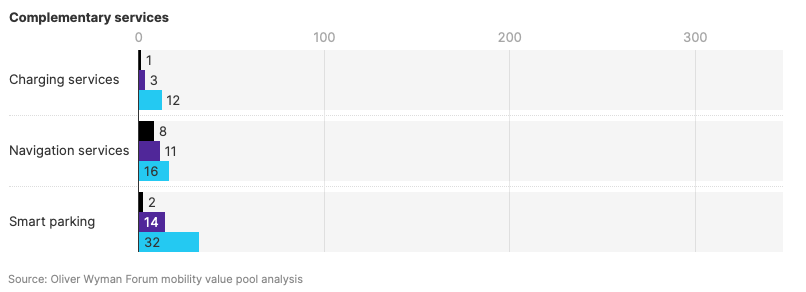 Complementary services
0 100 200 300
1
Charging services 3
12
8
Navigation services 11
16
2
Smart parking 14
32
Source: Oliver Wyman Forum mobility value pool analysis